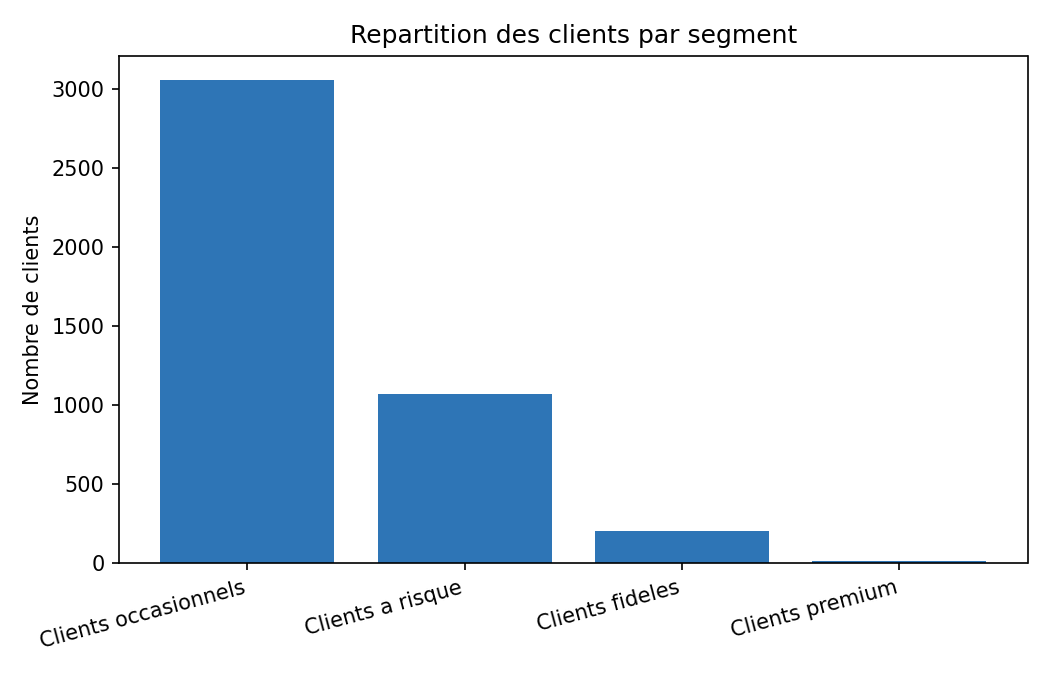 Repartition des clients par segment
Nombre de clients
3000
2500
2000
1500
1000
500
0
Clients occasionnels
Clients a risque
Clients fideles
Clients premium